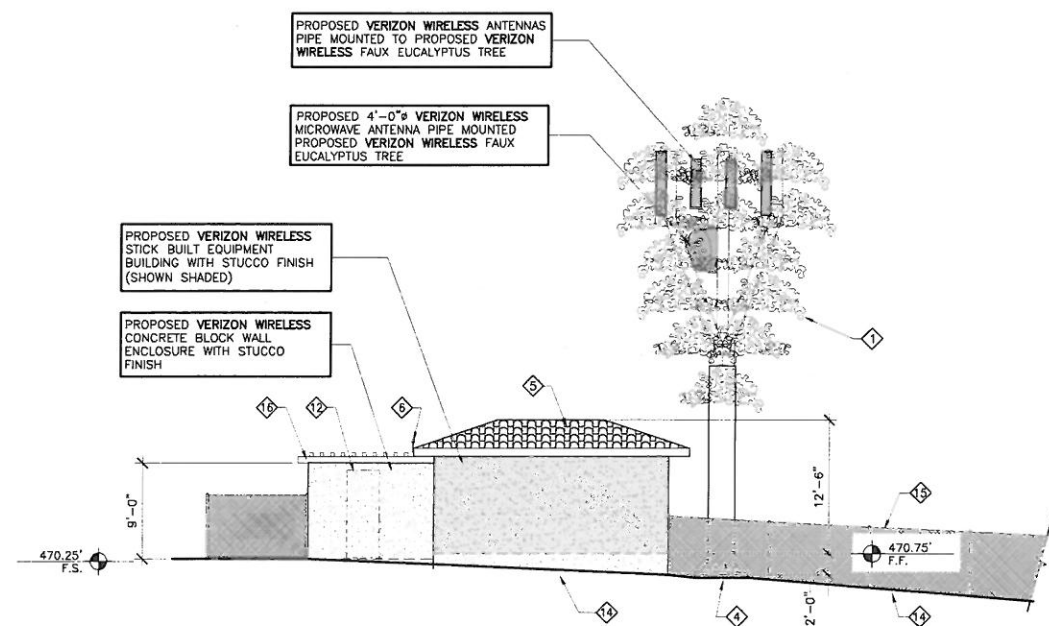 PROPOSED VERIZON WIRELESS ANTENNAS
PIPE MOUNTED TO PROPOSED VERIZON
WIRELESS FAUX EUCALYPTUS TREE
PROPOSED 4'-0"ø VERIZON WIRELESS
MICROWAVE ANTENNA PIPE MOUNTED
PROPOSED VERIZON WIRELESS FAUX
EUCALYPTUS TREE
PROPOSED VERIZON WIRELESS
STICK BUILT EQUIPMENT
BUILDING WITH STUCCO FINISH
(SHOWN SHADED)
PROPOSED VERIZON WIRELESS
CONCRETE BLOCK WALL
ENCLOSURE WITH STUCCO
FINISH
1
5
16
12
6
9'-0"
12'-6"
15
470.25'
F.S.
470.75'
F.F.
14
4
2'-0"
14